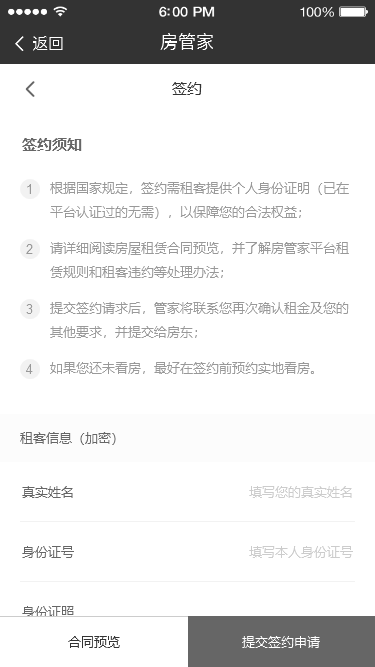 6:00 PM
100%
返回
房管家
签约
签约须知
1 根据国家规定，签约需租客提供个人身份证明（已在
平台认证过的无需），以保障您的合法权益；
2 请详细阅读房屋租赁合同预览，并了解房管家平台租
赁规则和租客违约等处理办法；
3 提交签约请求后，管家将联系您再次确认租金及您的
其他要求，并提交给房东；
4 如果您还未看房，最好在签约前预约实地看房。
租客信息（加密）
真实姓名 填写您的真实姓名
身份证号 填写本人身份证号
身份证照
合同预览
提交签约申请